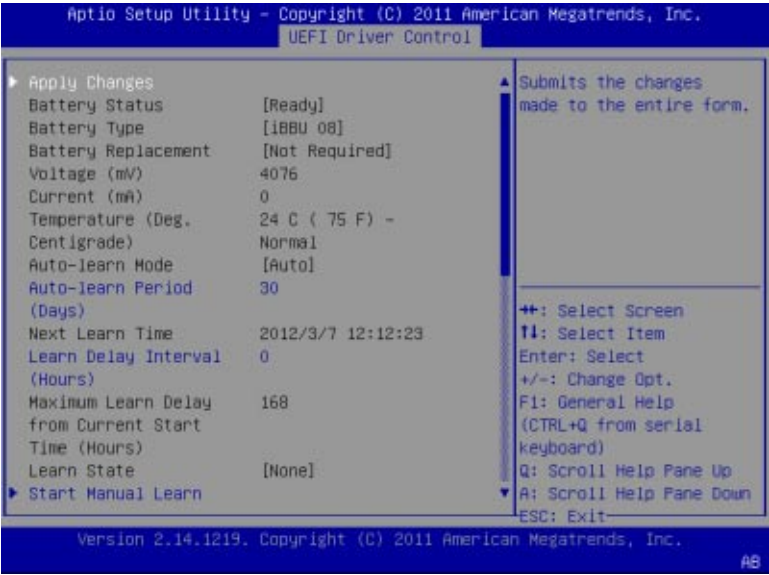 Aptio Setup Utility - Copyright (C) 2011 American Megatrends, Inc.
UEFI Driver Control
Apply Changes
Battery Status [Ready]
Battery Type [iBBU 08]
Battery Replacement [Not Required]
Voltage (mV) 4076
Current (mA) 0
Temperature (Deg. 24 C ( 75 F) -
Centigrade) Normal
Auto-learn Mode [Auto]
Auto-learn Period 30
(Days)
Next Learn Time 2012/3/7 12:12:23
Learn Delay Interval 0
(Hours)
Maximum Learn Delay 168
from Current Start
Time (Hours)
Learn State [None]
Start Manual Learn
Submits the changes
made to the entire form.
→←: Select Screen
↑↓: Select Item
Enter: Select
+/-: Change Opt.
F1: General Help
(CTRL+Q from serial
keyboard)
Q: Scroll Help Pane Up
A: Scroll Help Pane Down
ESC: Exit
Version 2.14.1219. Copyright (C) 2011 American Megatrends, Inc.
AB